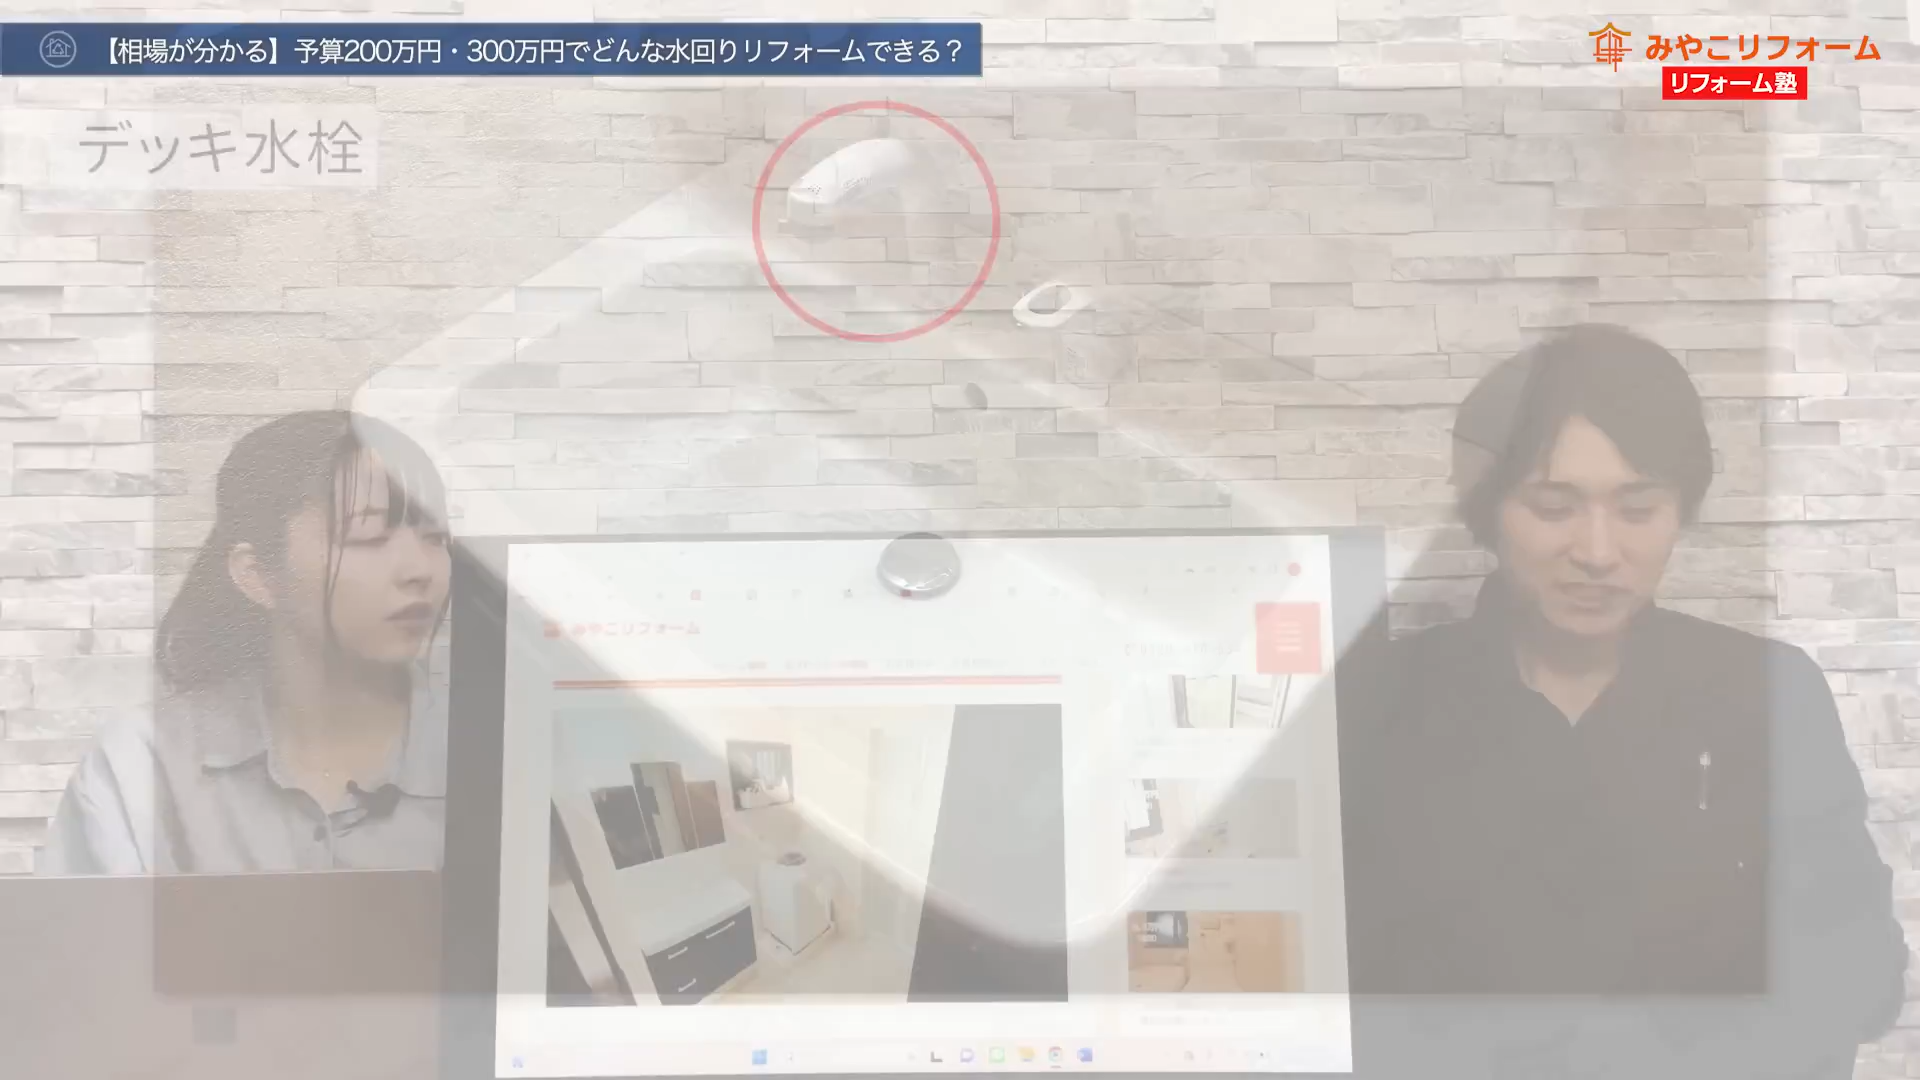 【相場が分かる】予算200万円・300万円でどんな水回りリフォームできる？
みやこリフォーム
リフォーム塾
デッキ水栓
みやこリフォーム